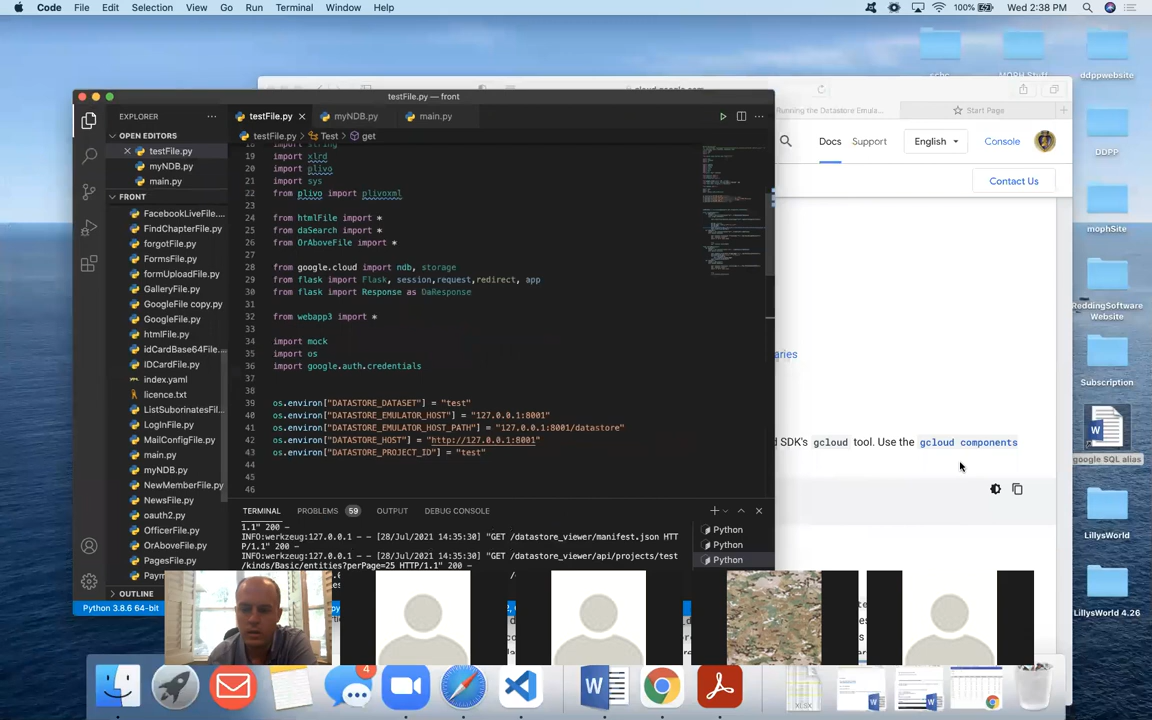 Code File Edit Selection View Go Run Terminal Window Help 100% Wed 2:38 PM
testFile.py — front
cloud.google.com
EXPLORER
testFile.py myNDB.py main.py
Running the Datastore Emula...
Start Page
OPEN EDITORS
testFile.py > Test > get
testFile.py
myNDB.py
main.py
Docs Support English Console
Contact Us
FRONT
FacebookLiveFile....
FindChapterFile.py
forgotFile.py
FormsFile.py
formUploadFile.py
GalleryFile.py
GoogleFile copy.py
GoogleFile.py
htmlFile.py
idCardBase64File....
IDCardFile.py
index.yaml
licence.txt
ListSuborinatesFil...
LogInFile.py
MailConfigFile.py
main.py
myNDB.py
NewMemberFile.py
NewsFile.py
oauth2.py
OfficerFile.py
OrAboveFile.py
PagesFile.py
OUTLINE
Python 3.8.6 64-bit
18 import string
19 import xlrd
20 import plivo
21 import sys
22 from plivo import plivoxml
23
24 from htmlFile import *
25 from daSearch import *
26 from OrAboveFile import *
27
28 from google.cloud import ndb, storage
29 from flask import Flask, session,request,redirect, app
30 from flask import Response as DaResponse
31
32 from webapp3 import *
33
34 import mock
35 import os
36 import google.auth.credentials
37
38
39 os.environ["DATASTORE_DATASET"] = "test"
40 os.environ["DATASTORE_EMULATOR_HOST"] = "127.0.0.1:8001"
41 os.environ["DATASTORE_EMULATOR_HOST_PATH"] = "127.0.0.1:8001/datastore"
42 os.environ["DATASTORE_HOST"] = "http://127.0.0.1:8001"
43 os.environ["DATASTORE_PROJECT_ID"] = "test"
44
45
46
TERMINAL PROBLEMS 59 OUTPUT DEBUG CONSOLE
1.1" 200 -
INFO:werkzeug:127.0.0.1 - - [28/Jul/2021 14:35:30] "GET /datastore_viewer/manifest.json HTT
P/1.1" 200 -
INFO:werkzeug:127.0.0.1 - - [28/Jul/2021 14:35:30] "GET /datastore_viewer/api/projects/test
/kinds/Basic/entities?perPage=25 HTTP/1.1" 200 -
Python
Python
Python
aries
d SDK's gcloud tool. Use the gcloud components
ddppwebsite
DDPP
mophSite
ReddingSoftware
Website
Subscription
google SQL alias
LillysWorld
LillysWorld 4.26
4
XLSX